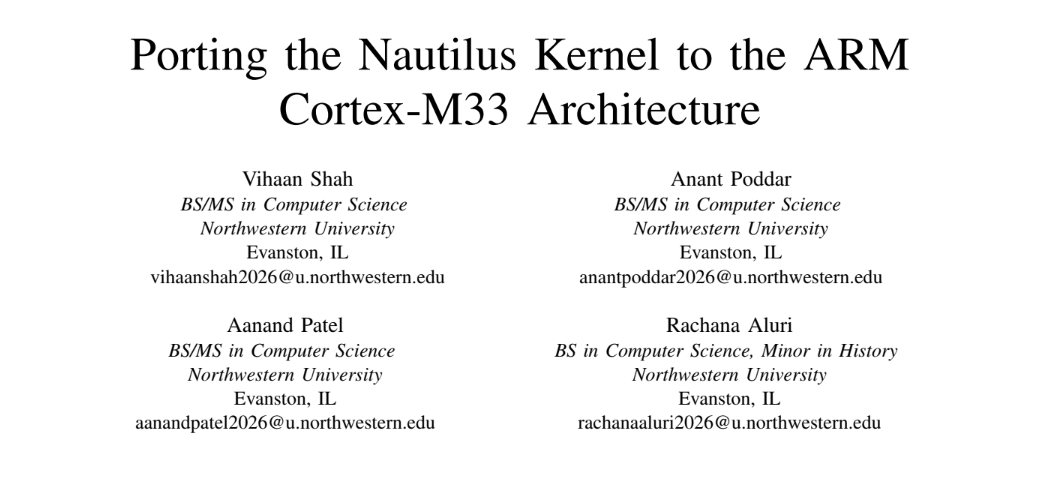 Porting the Nautilus Kernel to the ARM
Cortex-M33 Architecture
Vihaan Shah
BS/MS in Computer Science
Northwestern University
Evanston, IL
vihaanshah2026@u.northwestern.edu
Anant Poddar
BS/MS in Computer Science
Northwestern University
Evanston, IL
anantpoddar2026@u.northwestern.edu
Aanand Patel
BS/MS in Computer Science
Northwestern University
Evanston, IL
aanandpatel2026@u.northwestern.edu
Rachana Aluri
BS in Computer Science, Minor in History
Northwestern University
Evanston, IL
rachanaaluri2026@u.northwestern.edu